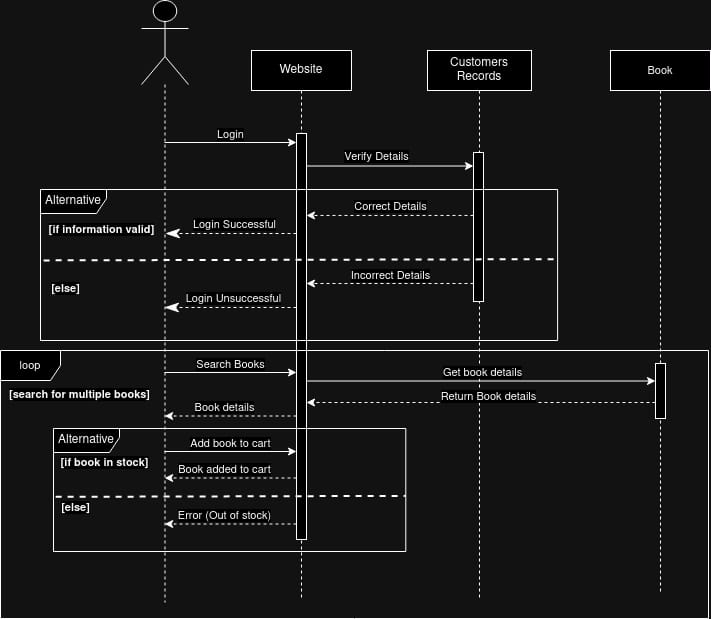 Website
Customers
Records
Book
Login
Verify Details
Alternative
Correct Details
[if information valid]
Login Successful
Incorrect Details
[else]
Login Unsuccessful
loop
Search Books
Get book details
[search for multiple books]
Return Book details
Book details
Alternative
Add book to cart
[if book in stock]
Book added to cart
[else]
Error (Out of stock)